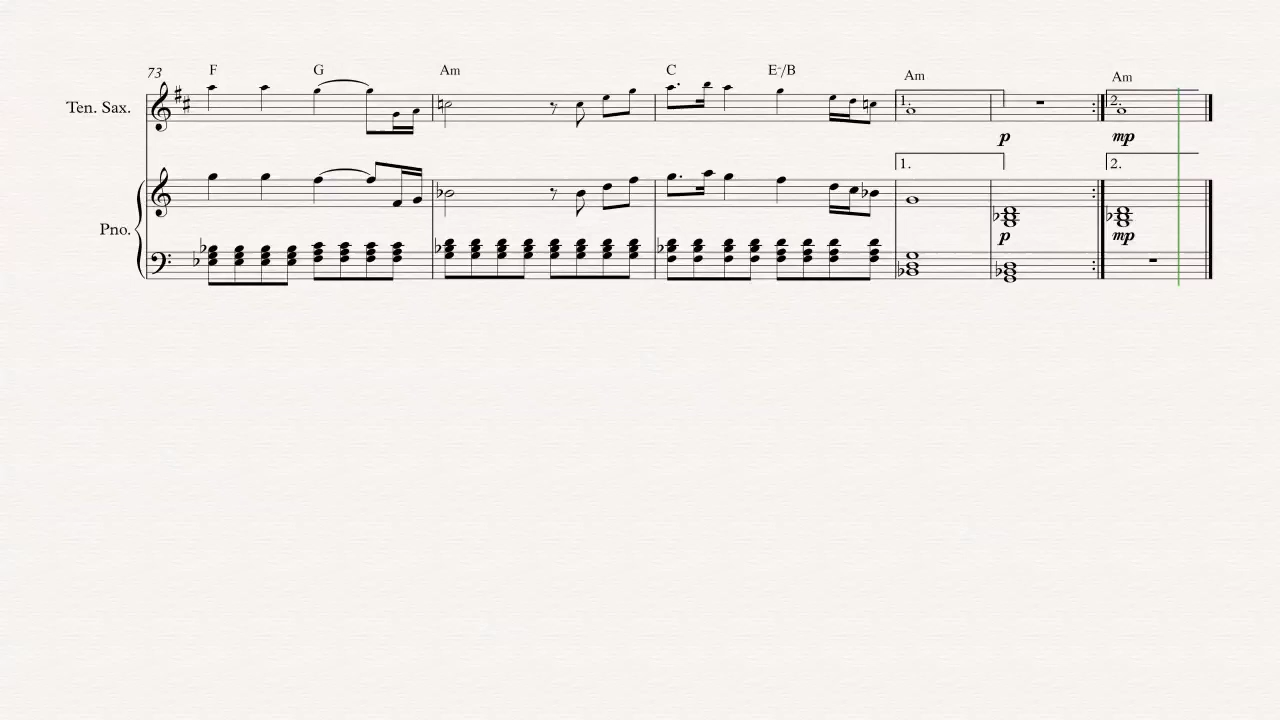 73
F G Am C E-/B Am Am
Ten. Sax.
1. 2.
p mp
1. 2.
Pno.
p mp